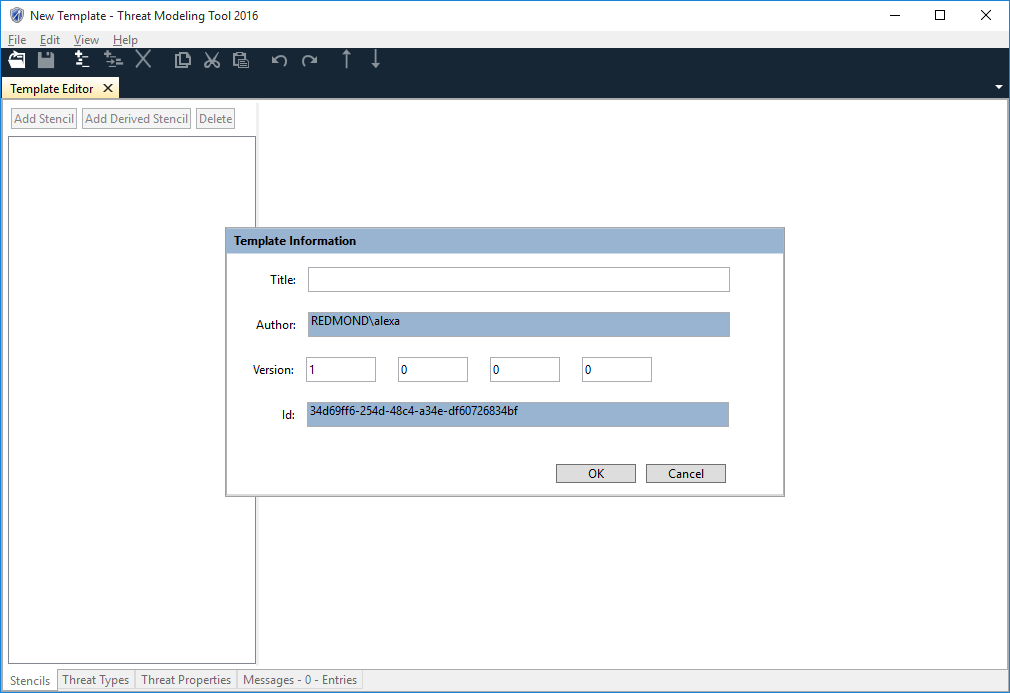 New Template - Threat Modeling Tool 2016
File Edit View Help
Template Editor
Add Stencil Add Derived Stencil Delete
Template Information
Title:
Author: REDMOND\alexa
Version: 1 0 0 0
Id: 34d69ff6-254d-48c4-a34e-df60726834bf
OK Cancel
Stencils Threat Types Threat Properties Messages - 0 - Entries